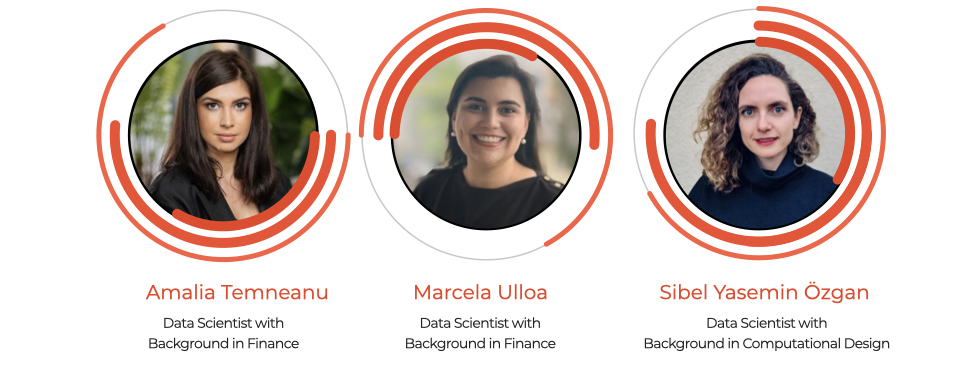 Amalia Temneanu
Data Scientist with
Background in Finance
Marcela Ulloa
Data Scientist with
Background in Finance
Sibel Yasemin Özgan
Data Scientist with
Background in Computational Design